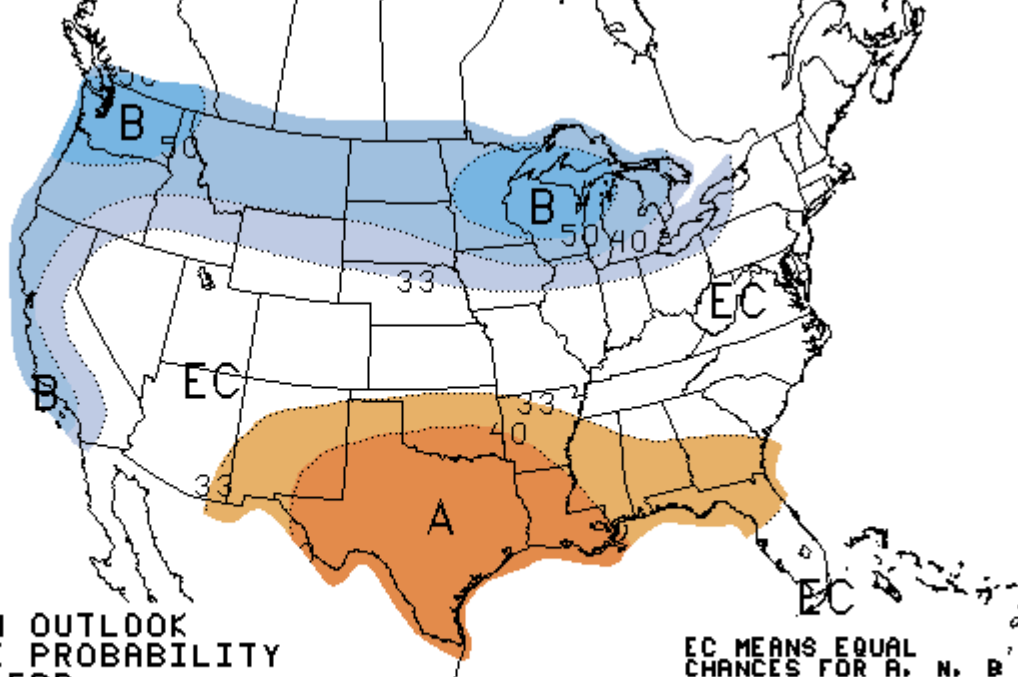 B
50
B
50 40
33
EC
EC
B
33
40
33
A
EC
OUTLOOK
PROBABILITY
EC MEANS EQUAL
CHANCES FOR A, N, B